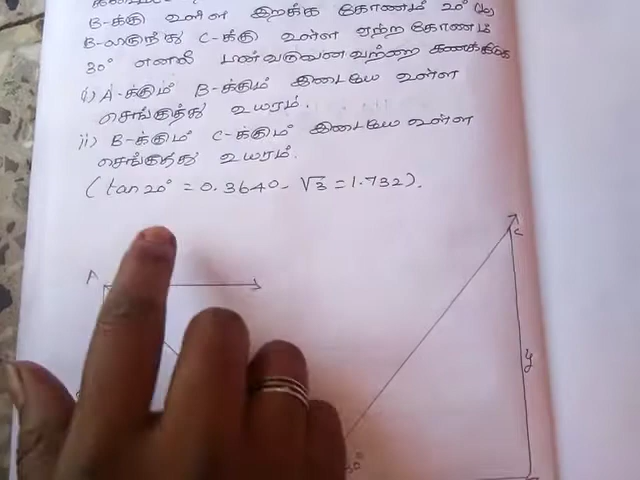 B-க்கு உள்ள இறக்க கோணம் 20°
B-லிருந்து C-க்கு உள்ள ஏற்ற கோணம்
30° எனில் பின்வருவனவற்றை கணக்கிடுக
i) A-க்கும் B-க்கும் இடையே உள்ள
செங்குத்து உயரம்.
ii) B-க்கும் C-க்கும் இடையே உள்ள
செங்குத்து உயரம்.
(tan 20° = 0.3640 - √3 = 1.732).
A
C
y
30°